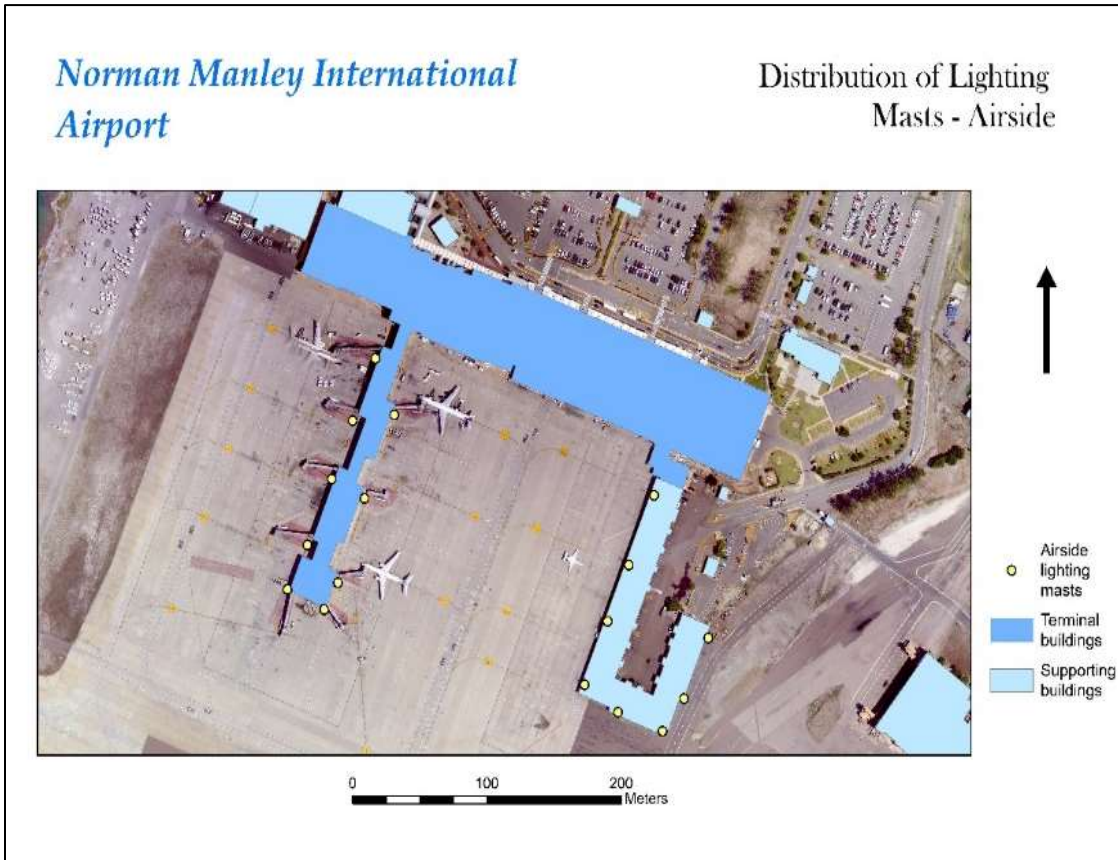 Norman Manley International
Airport
Distribution of Lighting
Masts - Airside
Airside
lighting
masts
Terminal
buildings
Supporting
buildings
0 100 200
Meters